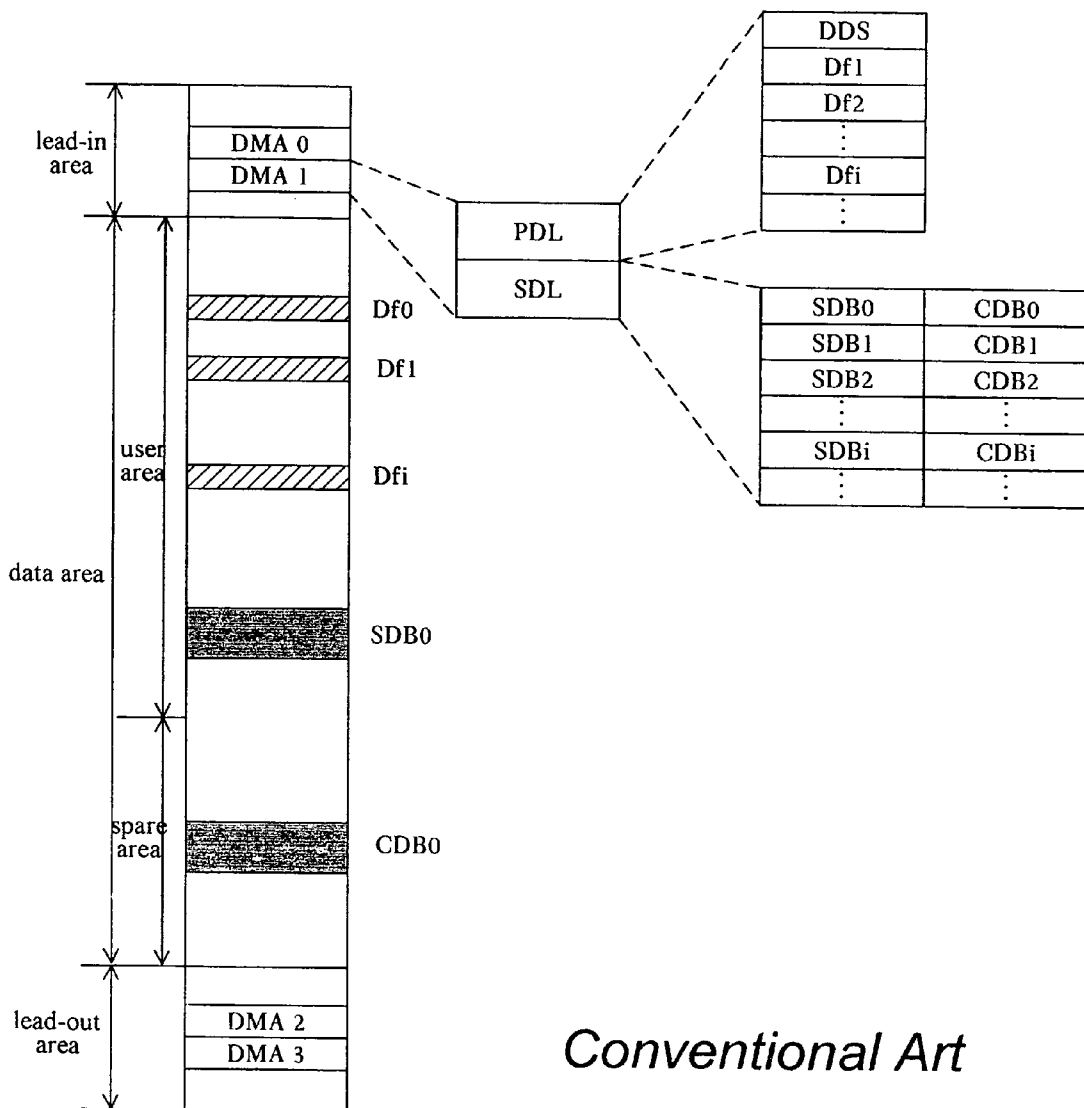 DDS
Df1
Df2
⋮
Dfi
⋮
lead-in
area
DMA 0
DMA 1
PDL
SDL
SDB0 CDB0
SDB1 CDB1
SDB2 CDB2
⋮ ⋮
SDBi CDBi
⋮ ⋮
Df0
Df1
user
area
Dfi
data area
SDB0
spare
area
CDB0
lead-out
area
DMA 2
DMA 3
Conventional Art